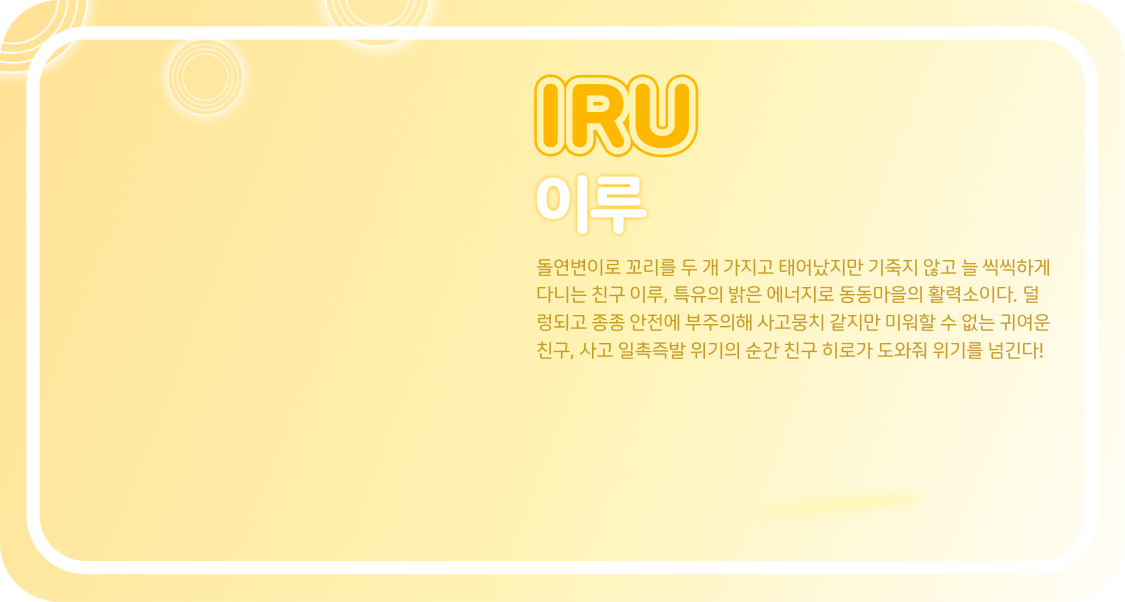 IRU
이루
돌연변이로 꼬리를 두 개 가지고 태어났지만 기죽지 않고 늘 씩씩하게
다니는 친구 이루, 특유의 밝은 에너지로 동동마을의 활력소이다. 덜
렁되고 종종 안전에 부주의해 사고뭉치 같지만 미워할 수 없는 귀여운
친구, 사고 일촉즉발 위기의 순간 친구 히로가 도와줘 위기를 넘긴다!